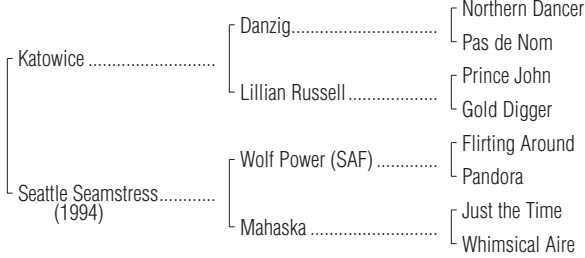 Northern Dancer
Danzig..............................
Pas de Nom
Katowice ...........................
Prince John
Lillian Russell...................
Gold Digger
Flirting Around
Wolf Power (SAF) .............
Pandora
Seattle Seamstress............
(1994)
Just the Time
Mahaska ...........................
Whimsical Aire